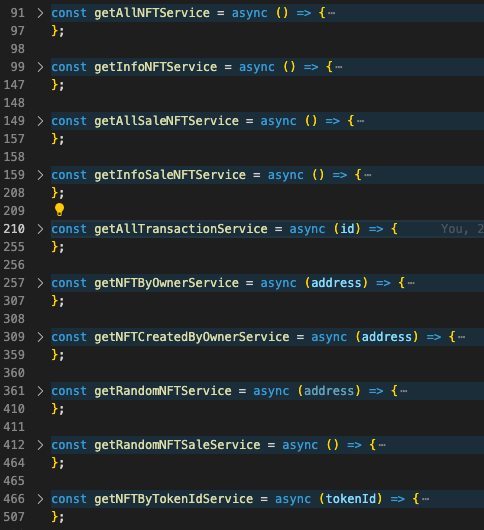 91 > const getAllNFTService = async () => {⋯
97 };
98
99 > const getInfoNFTService = async () => {⋯
147 };
148
149 > const getAllSaleNFTService = async () => {⋯
157 };
158
159 > const getInfoSaleNFTService = async () => {⋯
208 };
209
210 > const getAllTransactionService = async (id) => { You, 2
255 };
256
257 > const getNFTByOwnerService = async (address) => {⋯
307 };
308
309 > const getNFTCreatedByOwnerService = async (address) => {⋯
359 };
360
361 > const getRandomNFTService = async (address) => {⋯
410 };
411
412 > const getRandomNFTSaleService = async () => {⋯
464 };
465
466 > const getNFTByTokenIdService = async (tokenId) => {⋯
507 };